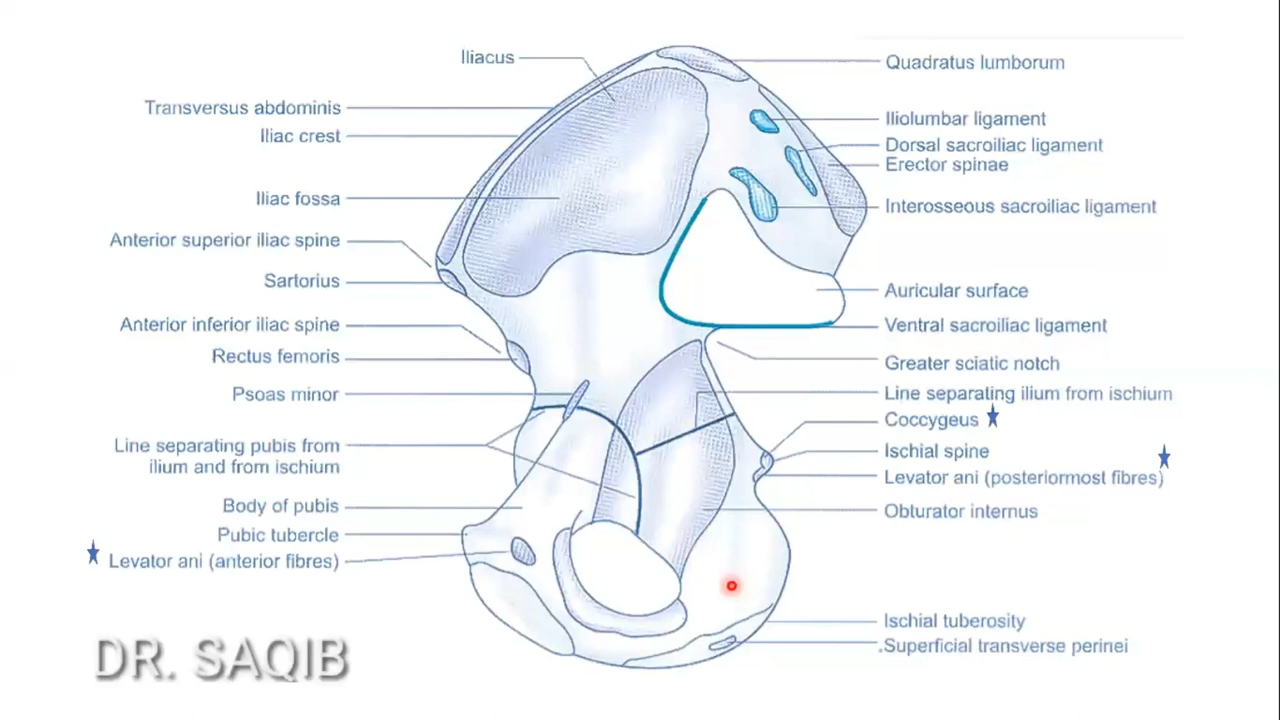 Iliacus
Transversus abdominis
Iliac crest
Iliac fossa
Anterior superior iliac spine
Sartorius
Anterior inferior iliac spine
Rectus femoris
Psoas minor
Line separating pubis from
ilium and from ischium
Body of pubis
Pubic tubercle
Levator ani (anterior fibres)
DR. SAQIB
Quadratus lumborum
Iliolumbar ligament
Dorsal sacroiliac ligament
Erector spinae
Interosseous sacroiliac ligament
Auricular surface
Ventral sacroiliac ligament
Greater sciatic notch
Line separating ilium from ischium
Coccygeus
Ischial spine
Levator ani (posteriormost fibres)
Obturator internus
Ischial tuberosity
.Superficial transverse perinei